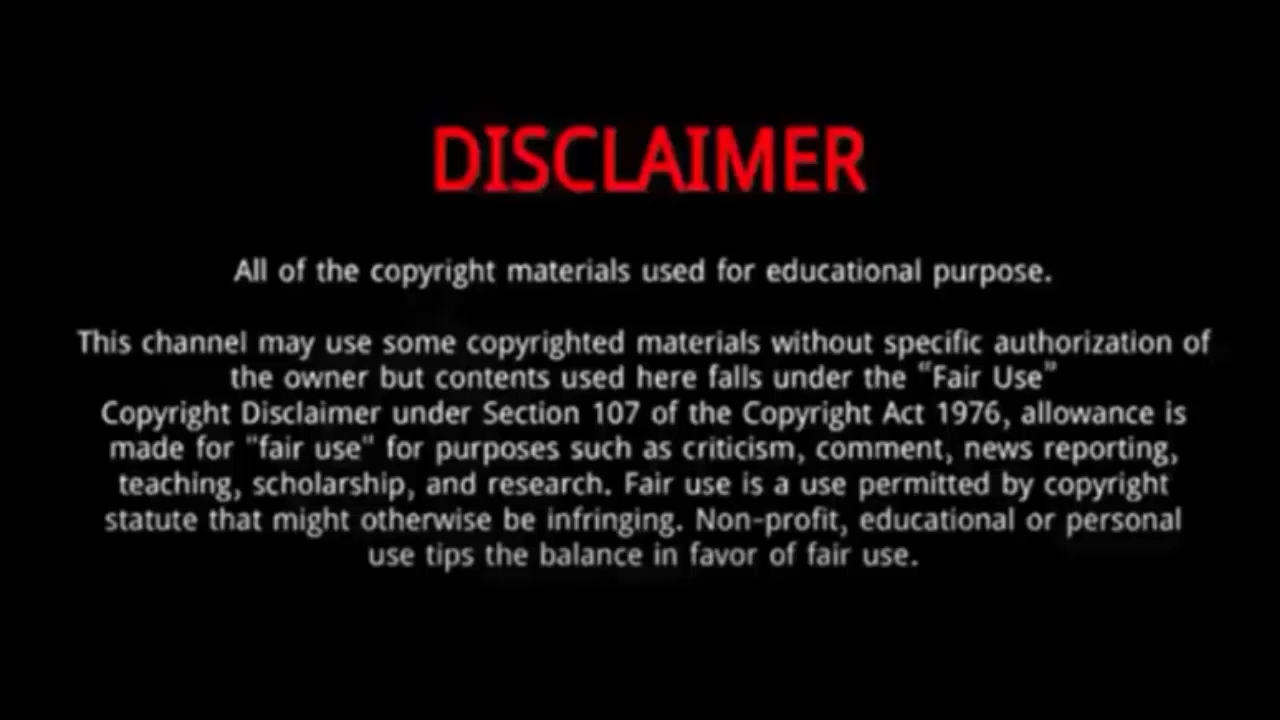 DISCLAIMER
All of the copyright materials used for educational purpose.
This channel may use some copyrighted materials without specific authorization of
the owner but contents used here falls under the “Fair Use”
Copyright Disclaimer under Section 107 of the Copyright Act 1976, allowance is
made for "fair use" for purposes such as criticism, comment, news reporting,
teaching, scholarship, and research. Fair use is a use permitted by copyright
statute that might otherwise be infringing. Non-profit, educational or personal
use tips the balance in favor of fair use.